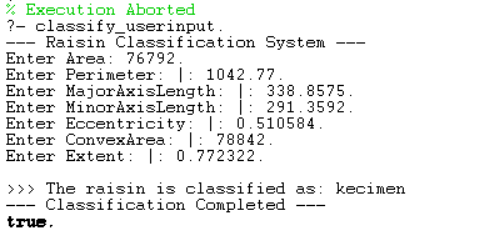 % Execution Aborted
?- classify_userinput.
--- Raisin Classification System ---
Enter Area: 76792.
Enter Perimeter: |: 1042.77.
Enter MajorAxisLength: |: 338.8575.
Enter MinorAxisLength: |: 291.3592.
Enter Eccentricity: |: 0.510584.
Enter ConvexArea: |: 78842.
Enter Extent: |: 0.772322.
>>> The raisin is classified as: kecimen
--- Classification Completed ---
true.